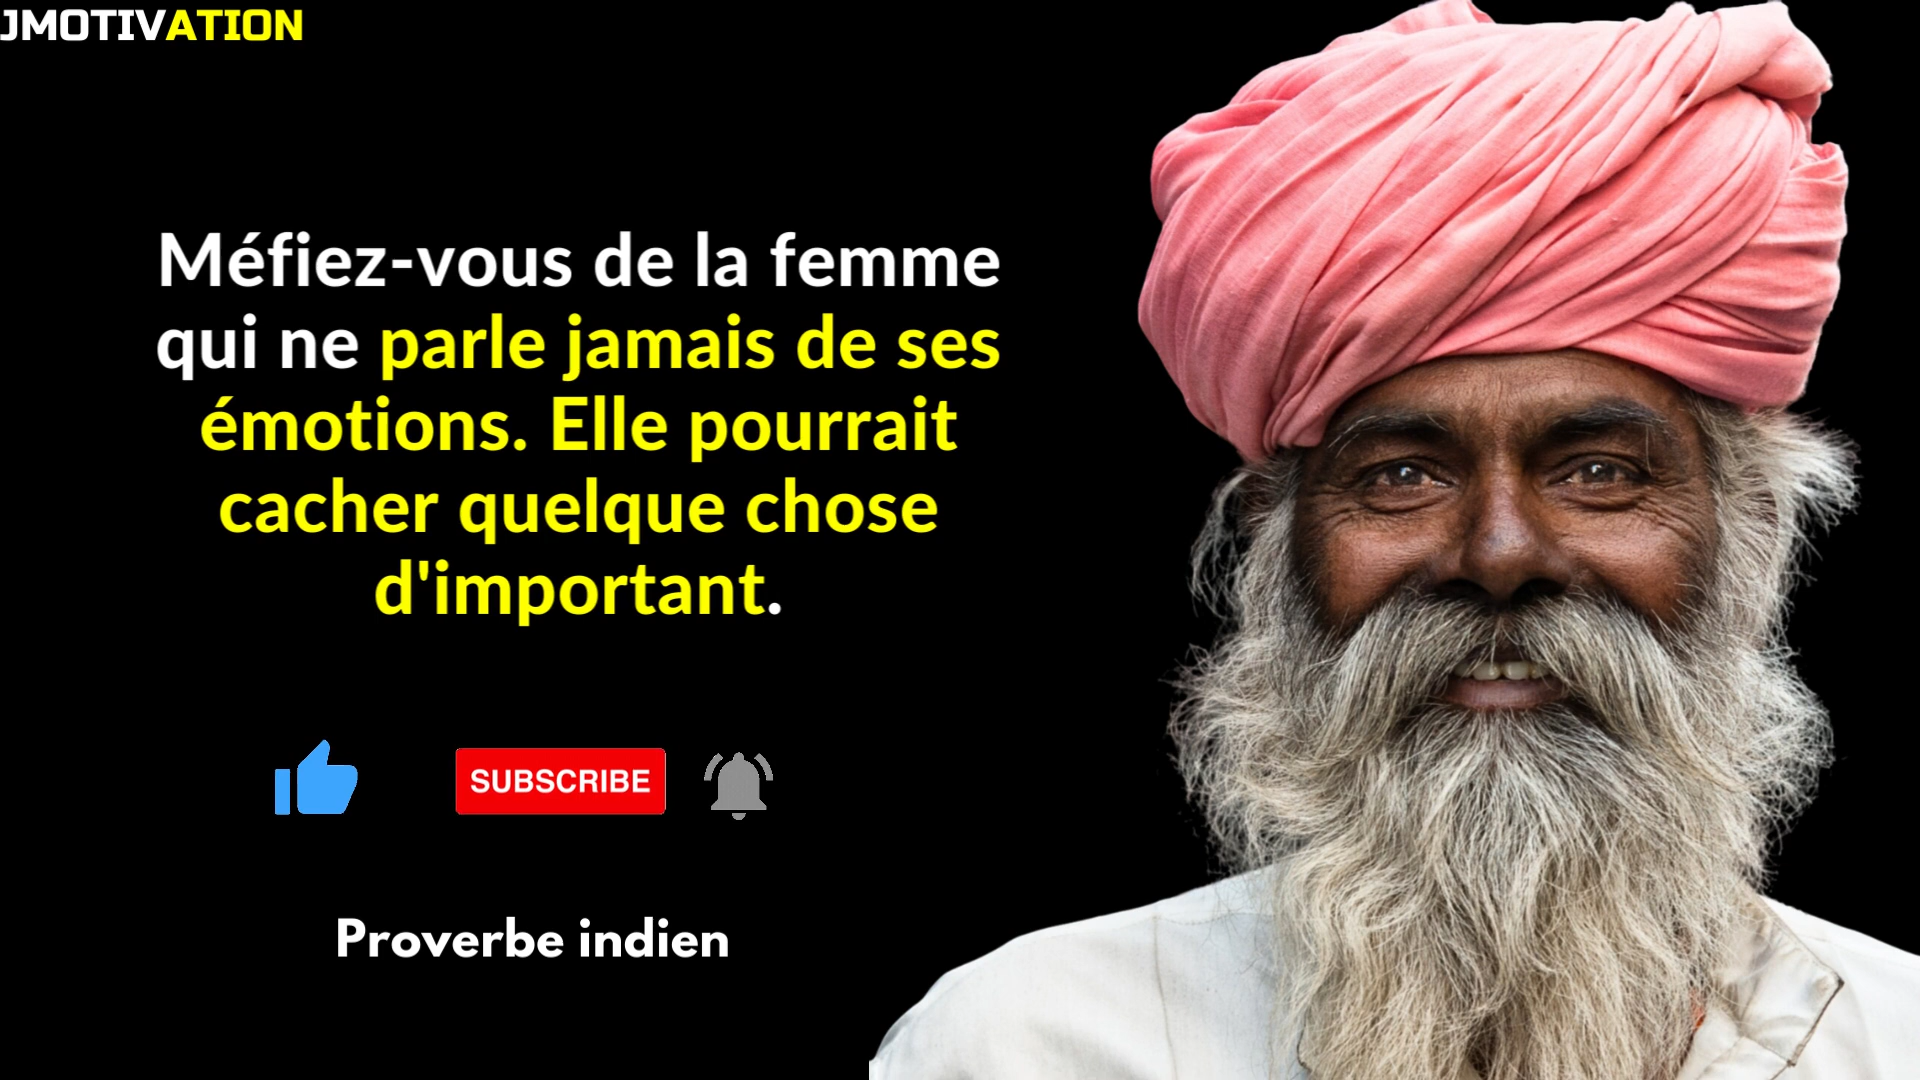 JMOTIVATION
Méfiez-vous de la femme
qui ne parle jamais de ses
émotions. Elle pourrait
cacher quelque chose
d'important.
SUBSCRIBE
Proverbe indien